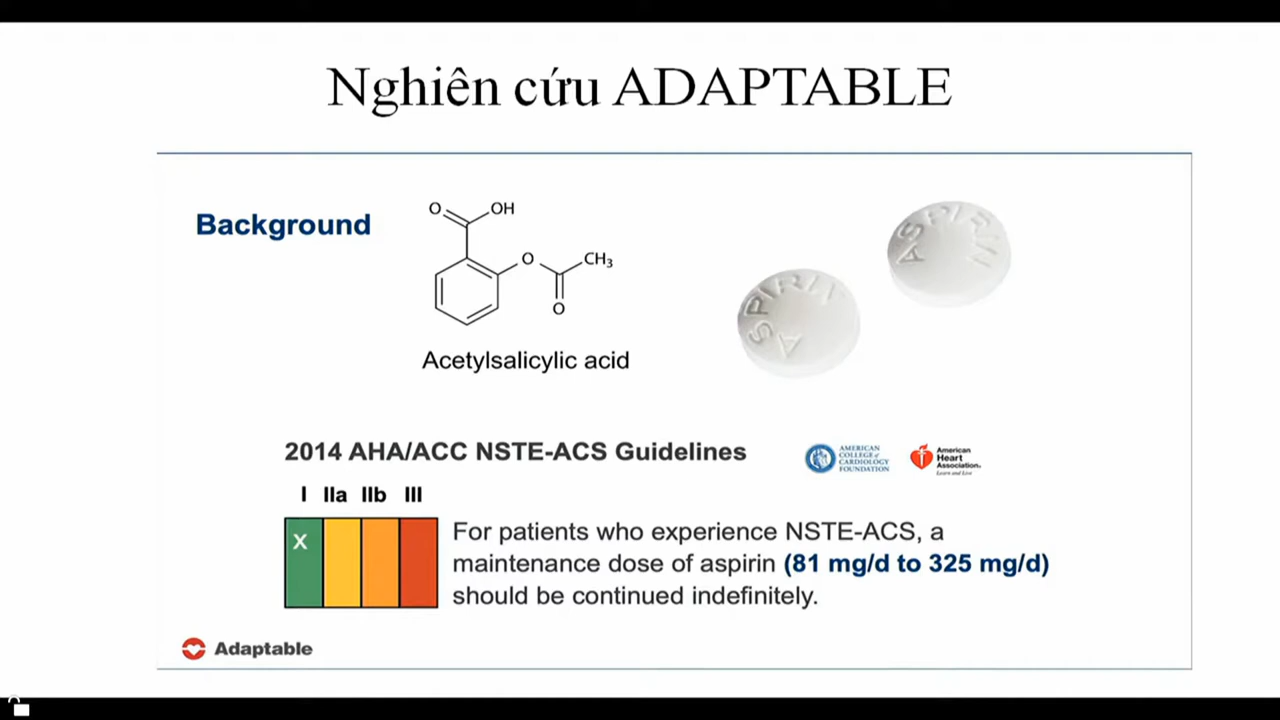 Nghiên cứu ADAPTABLE
Background
O
OH
O
CH3
O
Acetylsalicylic acid
ASPIRIN
ASPIRIN
2014 AHA/ACC NSTE-ACS Guidelines
AMERICAN
COLLEGE of
CARDIOLOGY
FOUNDATION
American
Heart
Association®
Learn and Live
I IIa IIb III
X
For patients who experience NSTE-ACS, a
maintenance dose of aspirin (81 mg/d to 325 mg/d)
should be continued indefinitely.
Adaptable